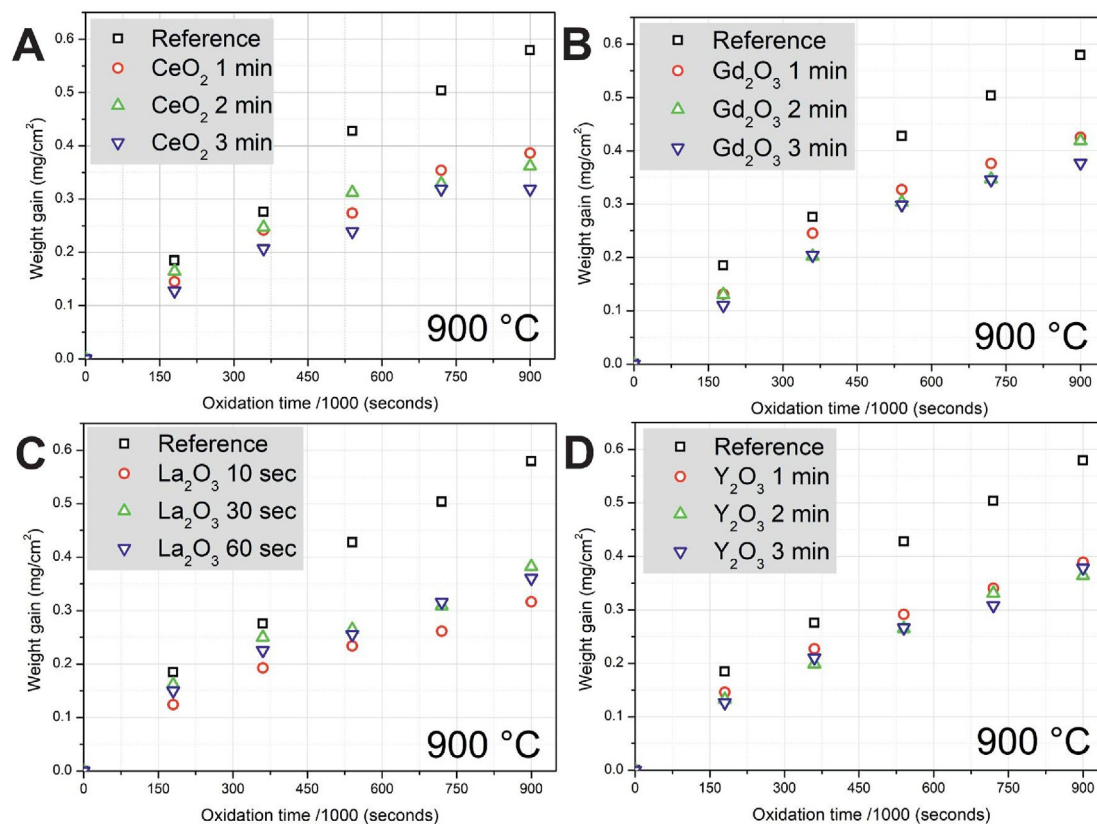 A
Reference
CeO₂ 1 min
CeO₂ 2 min
CeO₂ 3 min
0.6
0.5
0.4
0.3
0.2
0.1
0.0
Weight gain (mg/cm²)
900 °C
0 150 300 450 600 750 900
Oxidation time /1000 (seconds)
B
Reference
Gd₂O₃ 1 min
Gd₂O₃ 2 min
Gd₂O₃ 3 min
0.6
0.5
0.4
0.3
0.2
0.1
0.0
Weight gain (mg/cm²)
900 °C
0 150 300 450 600 750 900
Oxidation time /1000 (seconds)
C
Reference
La₂O₃ 10 sec
La₂O₃ 30 sec
La₂O₃ 60 sec
0.6
0.5
0.4
0.3
0.2
0.1
0.0
Weight gain (mg/cm²)
900 °C
0 150 300 450 600 750 900
Oxidation time /1000 (seconds)
D
Reference
Y₂O₃ 1 min
Y₂O₃ 2 min
Y₂O₃ 3 min
0.6
0.5
0.4
0.3
0.2
0.1
0.0
Weight gain (mg/cm²)
900 °C
0 150 300 450 600 750 900
Oxidation time /1000 (seconds)